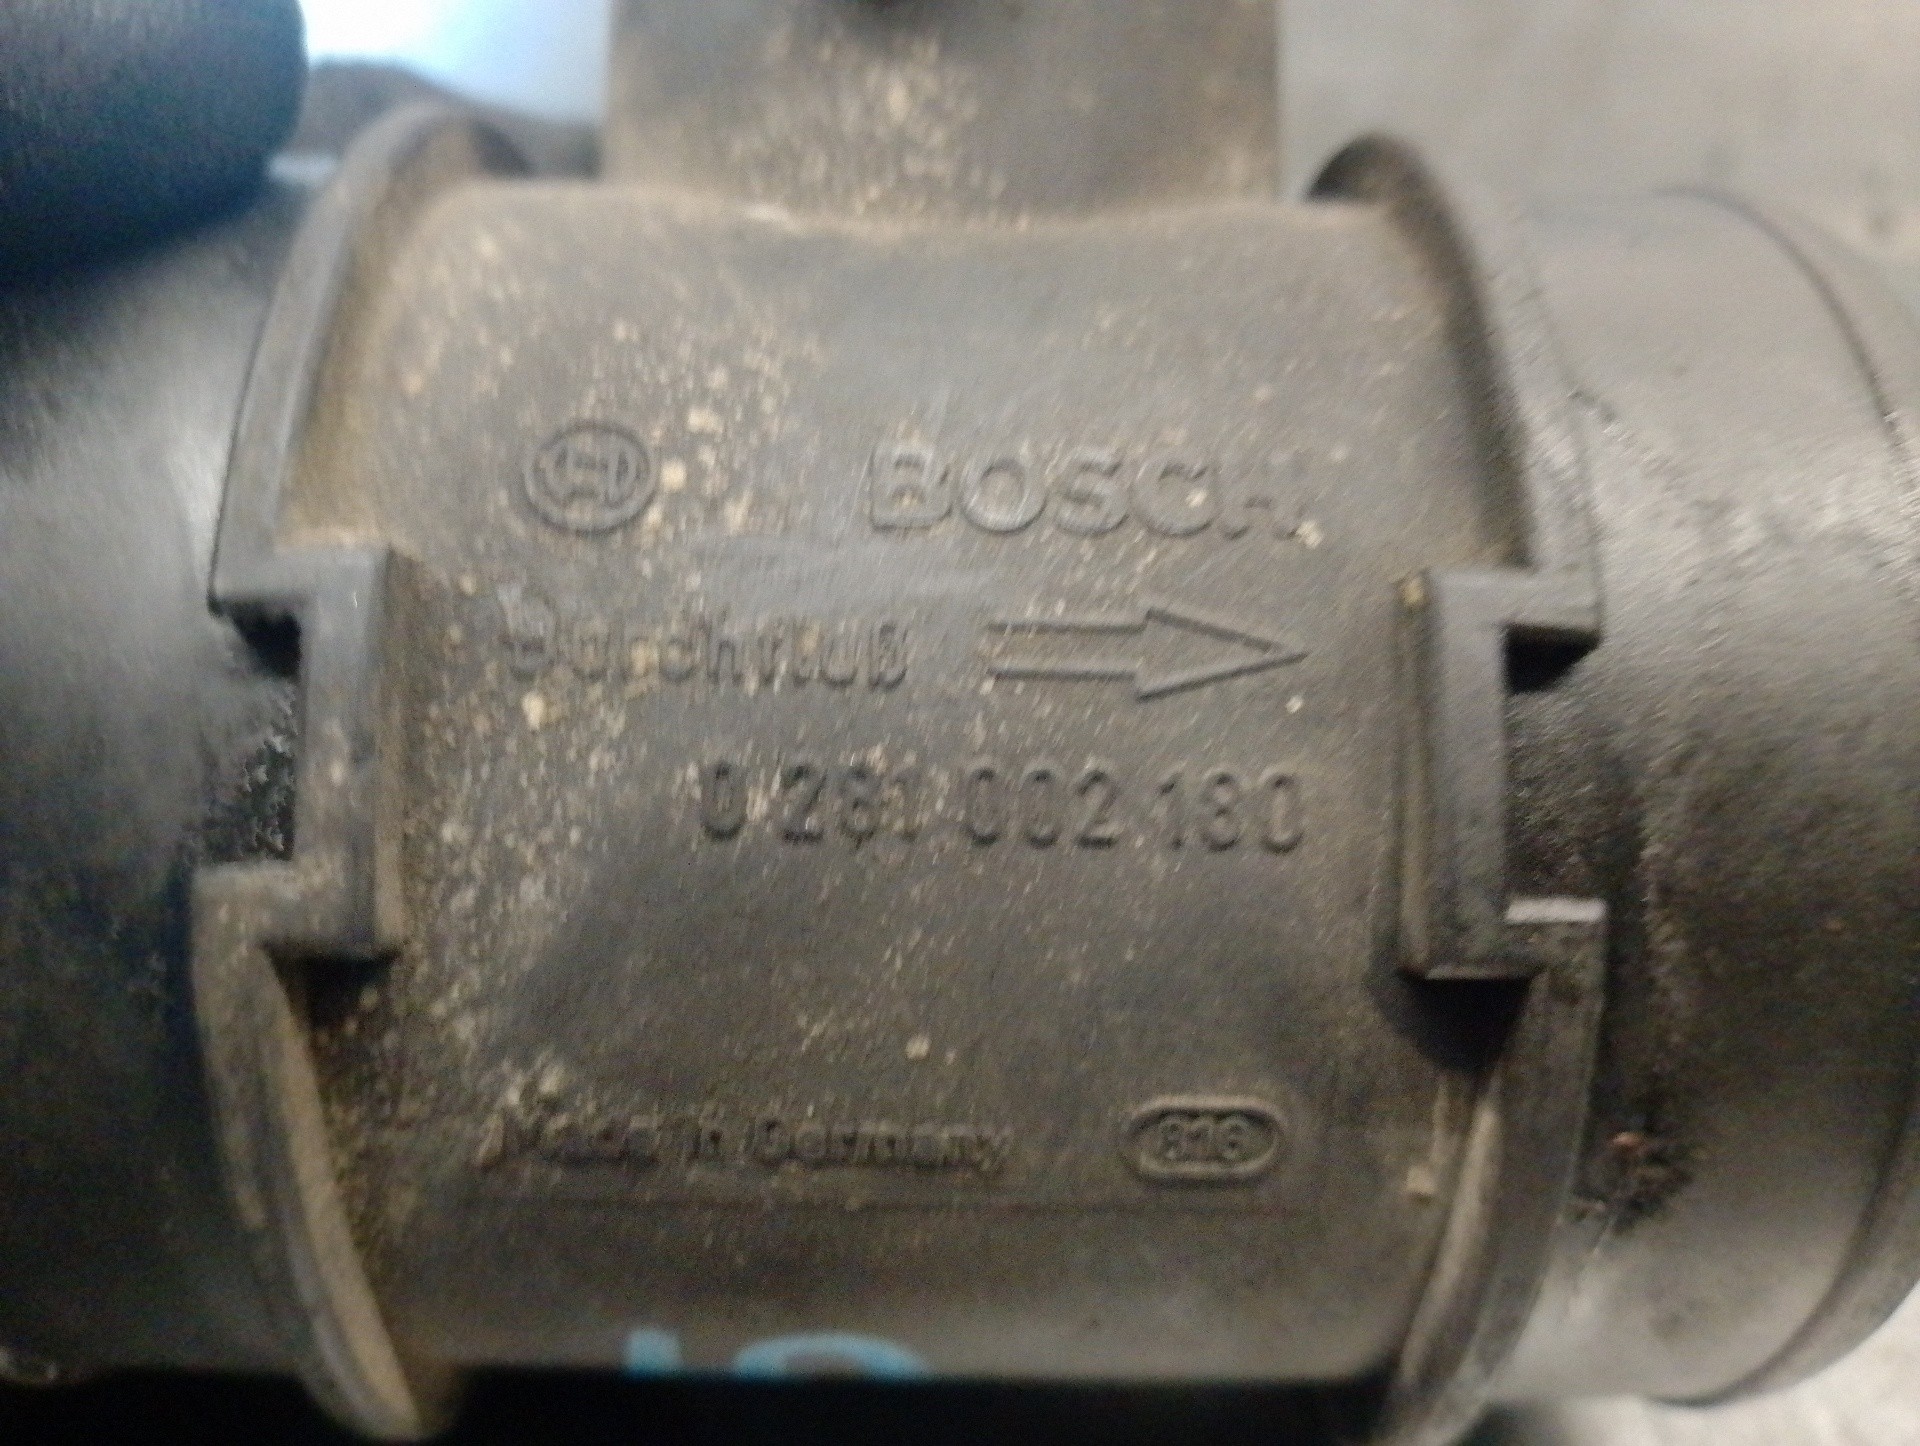 BOSCH
Durchfluß
0 281 002 180
Made in Germany 816